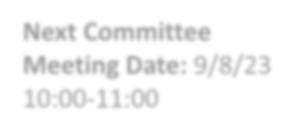 Next Committee
Meeting Date: 9/8/23
10:00-11:00